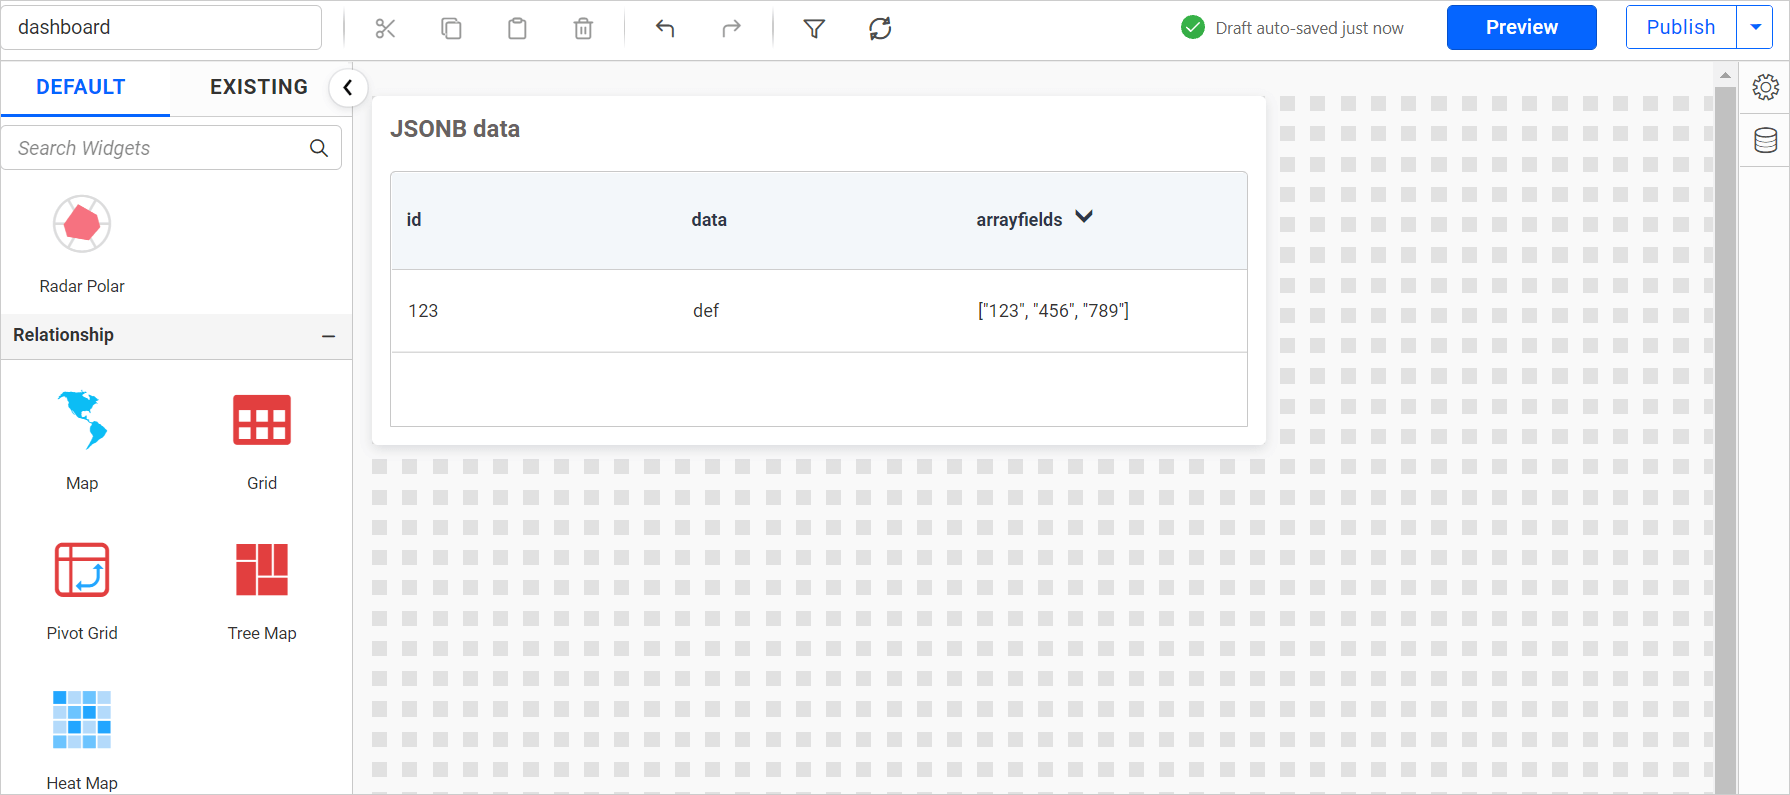 dashboard
Draft auto-saved just now
Preview
Publish
DEFAULT
EXISTING
Search Widgets
Radar Polar
Relationship
Map
Grid
Pivot Grid
Tree Map
Heat Map
JSONB data
id
data
arrayfields
123
def
["123", "456", "789"]